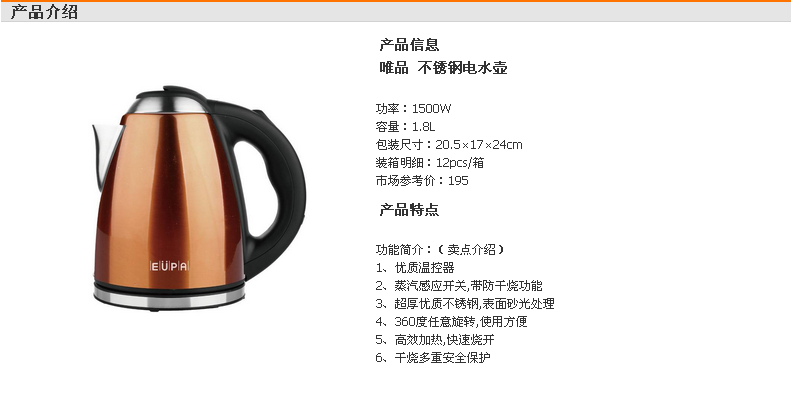 产品介绍
产品信息
唯品 不锈钢电水壶
功率：1500W
容量：1.8L
包装尺寸：20.5×17×24cm
装箱明细：12pcs/箱
市场参考价：195
产品特点
功能简介：（卖点介绍）
1、优质温控器
2、蒸汽感应开关,带防干烧功能
3、超厚优质不锈钢,表面砂光处理
4、360度任意旋转,使用方便
5、高效加热,快速烧开
6、干烧多重安全保护
EUPA